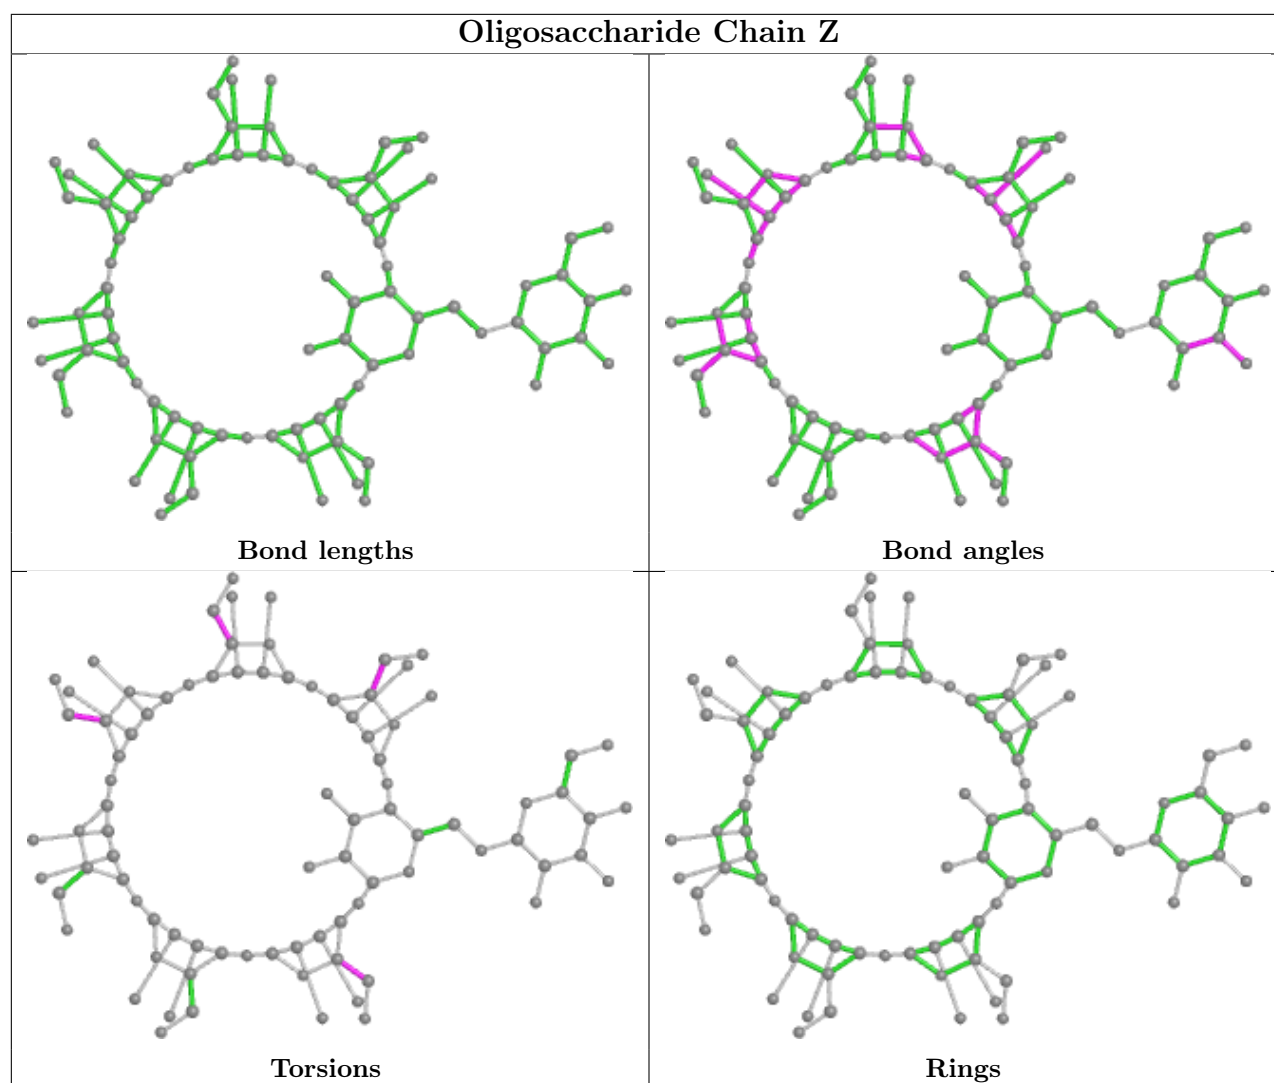 Oligosaccharide Chain Z
Bond lengths
Bond angles
Torsions
Rings